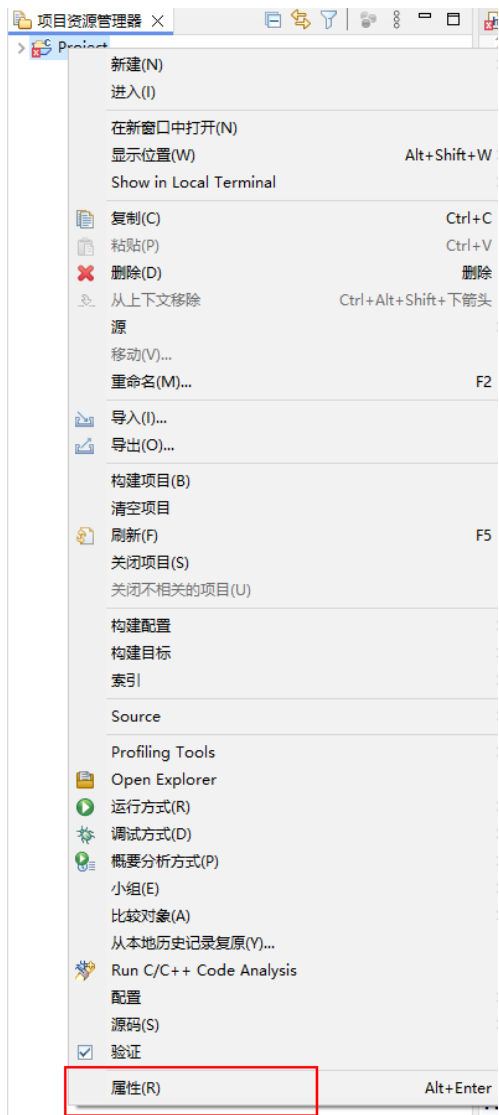 项目资源管理器
Project
新建(N)
进入(I)
在新窗口中打开(N)
显示位置(W) Alt+Shift+W
Show in Local Terminal
复制(C) Ctrl+C
粘贴(P) Ctrl+V
删除(D) 删除
从上下文移除 Ctrl+Alt+Shift+下箭头
源
移动(V)...
重命名(M)... F2
导入(I)...
导出(O)...
构建项目(B)
清空项目
刷新(F) F5
关闭项目(S)
关闭不相关的项目(U)
构建配置
构建目标
索引
Source
Profiling Tools
Open Explorer
运行方式(R)
调试方式(D)
概要分析方式(P)
小组(E)
比较对象(A)
从本地历史记录复原(Y)...
Run C/C++ Code Analysis
配置
源码(S)
验证
属性(R) Alt+Enter